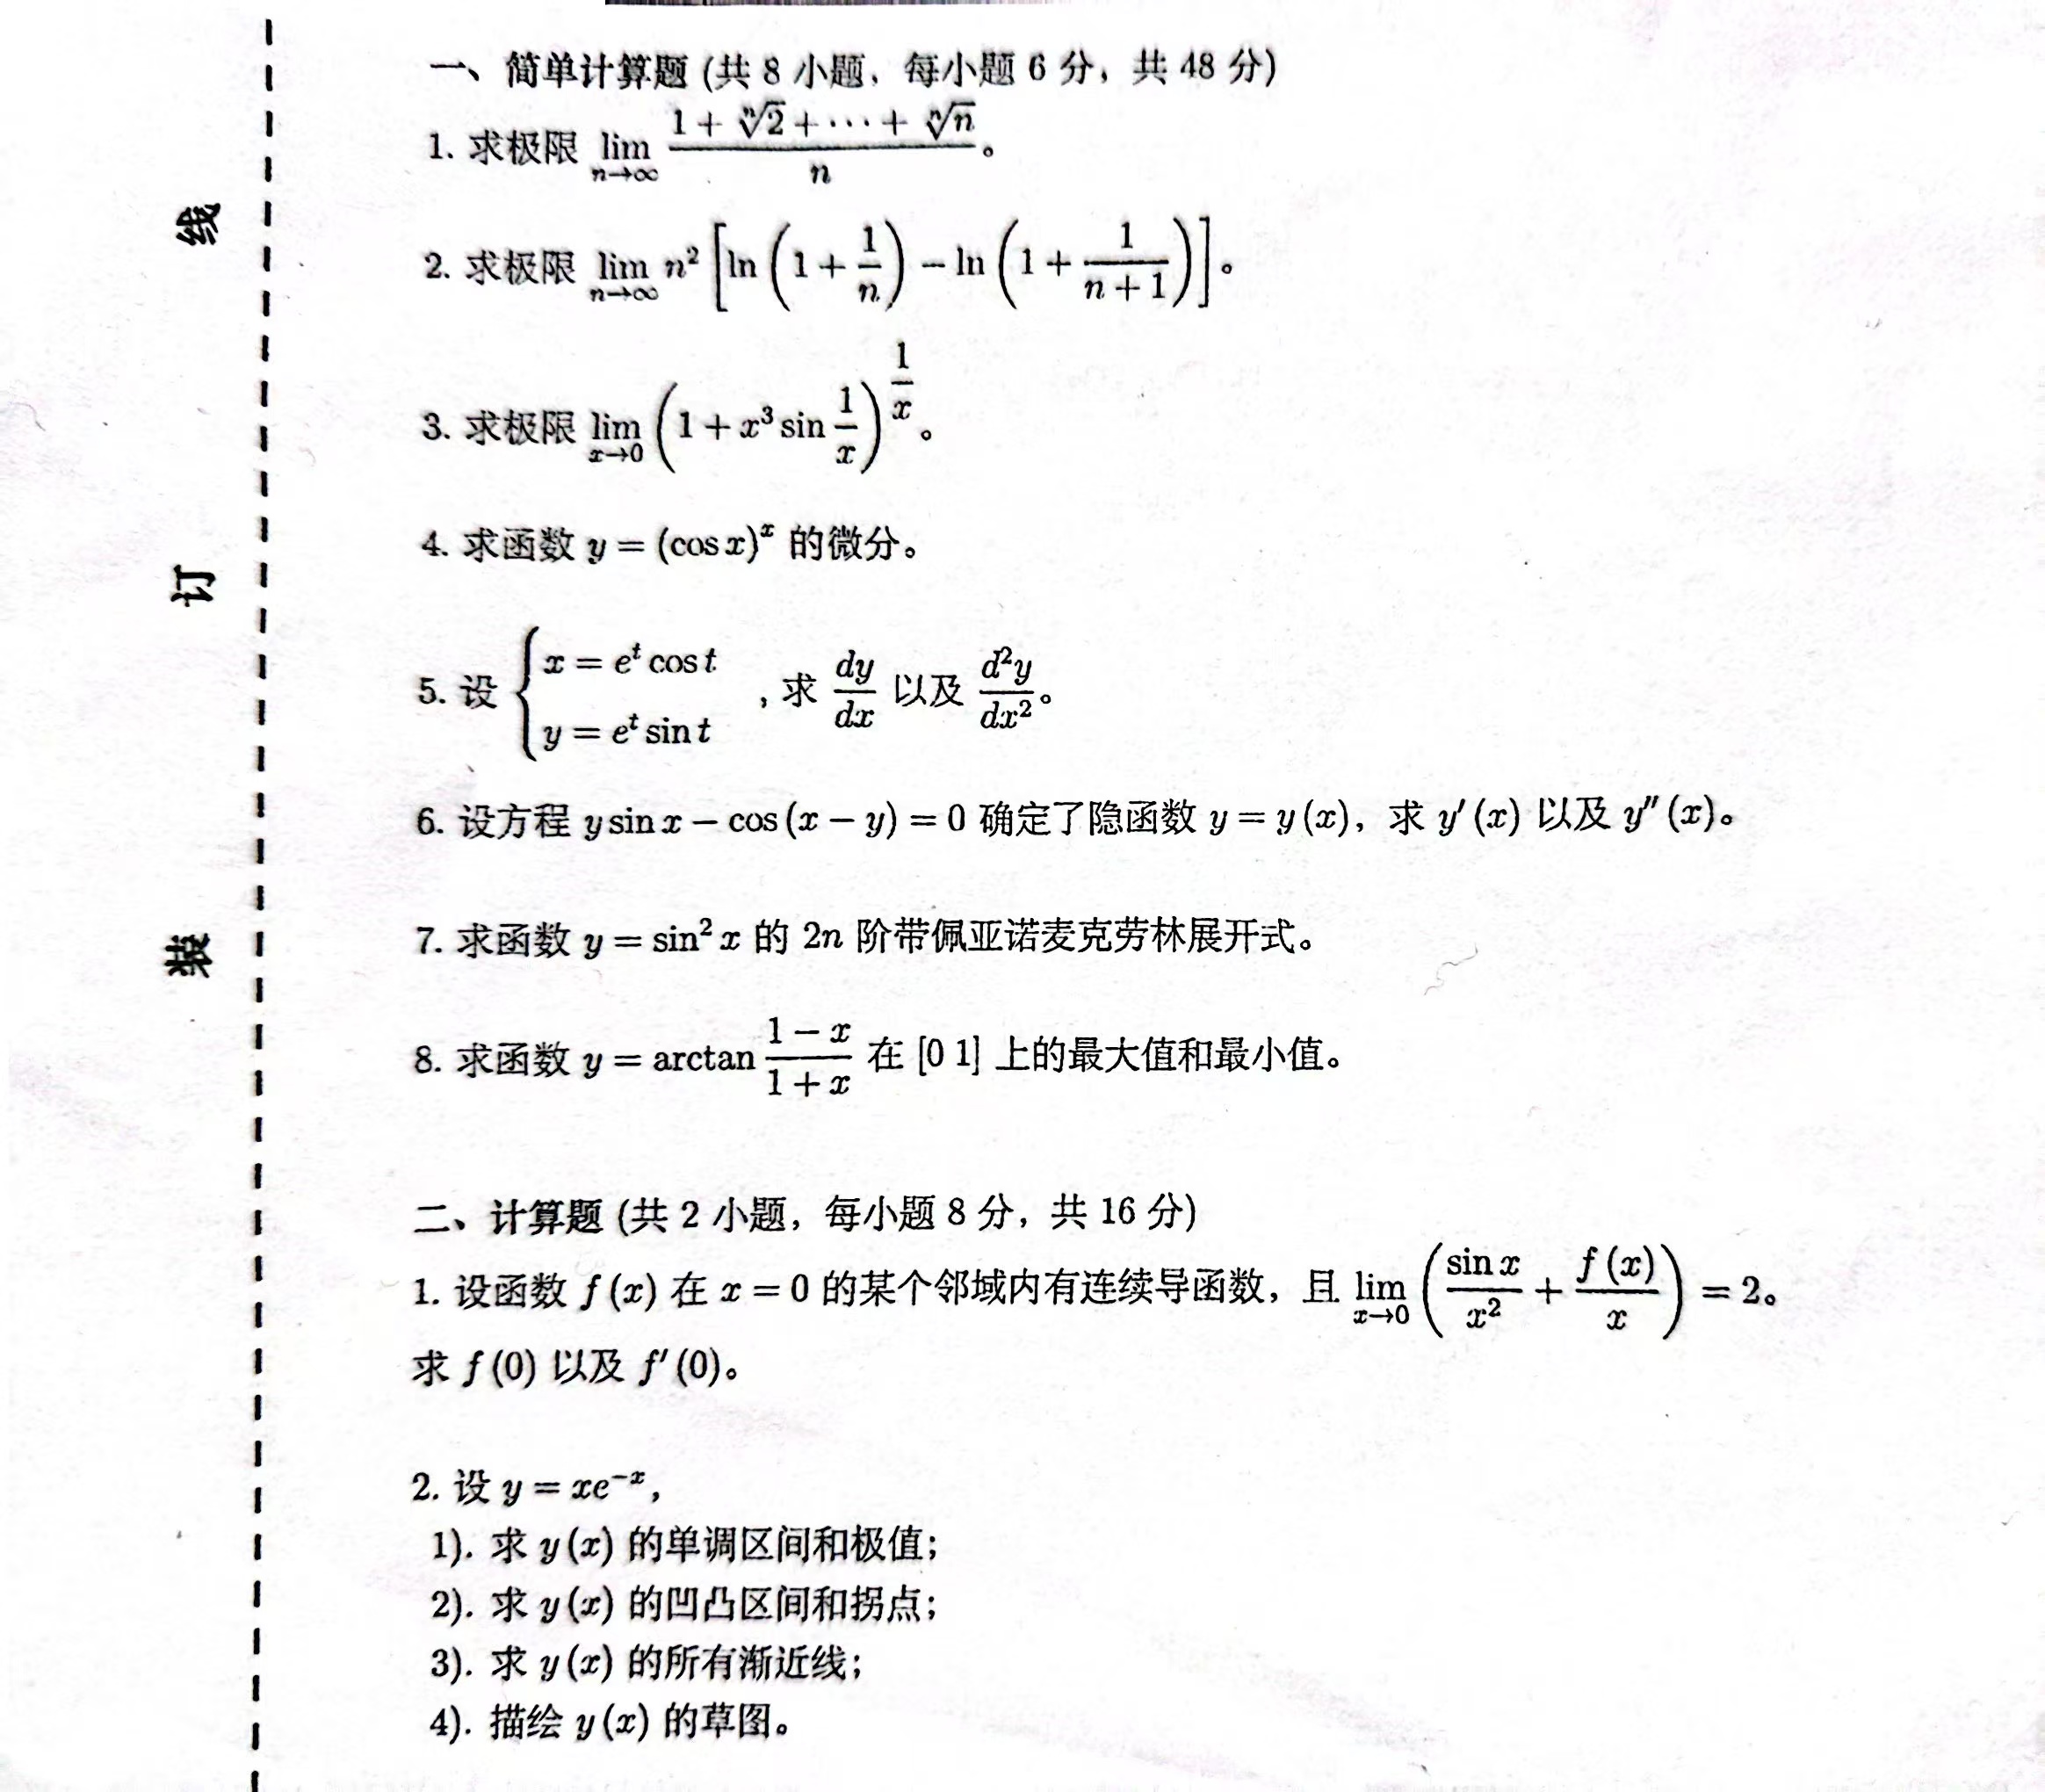 一、简单计算题 (共 8 小题，每小题 6 分，共 48 分)
1. 求极限 $\lim_{n\to\infty} \frac{1+\sqrt[n]{2}+\cdots+\sqrt[n]{n}}{n}$。
2. 求极限 $\lim_{n\to\infty} n^2 \left[\ln\left(1+\frac{1}{n}\right)-\ln\left(1+\frac{1}{n+1}\right)\right]$。
3. 求极限 $\lim_{x\to 0} \left(1+x^3\sin\frac{1}{x}\right)^{\frac{1}{x}}$。
4. 求函数 $y=(\cos x)^x$ 的微分。
5. 设 $\begin{cases} x=e^t\cos t \\ y=e^t\sin t \end{cases}$, 求 $\frac{dy}{dx}$ 以及 $\frac{d^2y}{dx^2}$。
6. 设方程 $y\sin x-\cos(x-y)=0$ 确定了隐函数 $y=y(x)$，求 $y'(x)$ 以及 $y''(x)$。
7. 求函数 $y=\sin^2 x$ 的 $2n$ 阶带佩亚诺麦克劳林展开式。
8. 求函数 $y=\arctan\frac{1-x}{1+x}$ 在 [0 1] 上的最大值和最小值。
二、计算题 (共 2 小题，每小题 8 分，共 16 分)
1. 设函数 $f(x)$ 在 $x=0$ 的某个邻域内有连续导函数，且 $\lim_{x\to 0}\left(\frac{\sin x}{x^2}+\frac{f(x)}{x}\right)=2$。
求 $f(0)$ 以及 $f'(0)$。
2. 设 $y=xe^{-x}$,
1). 求 $y(x)$ 的单调区间和极值；
2). 求 $y(x)$ 的凹凸区间和拐点；
3). 求 $y(x)$ 的所有渐近线；
4). 描绘 $y(x)$ 的草图。
线
订
装